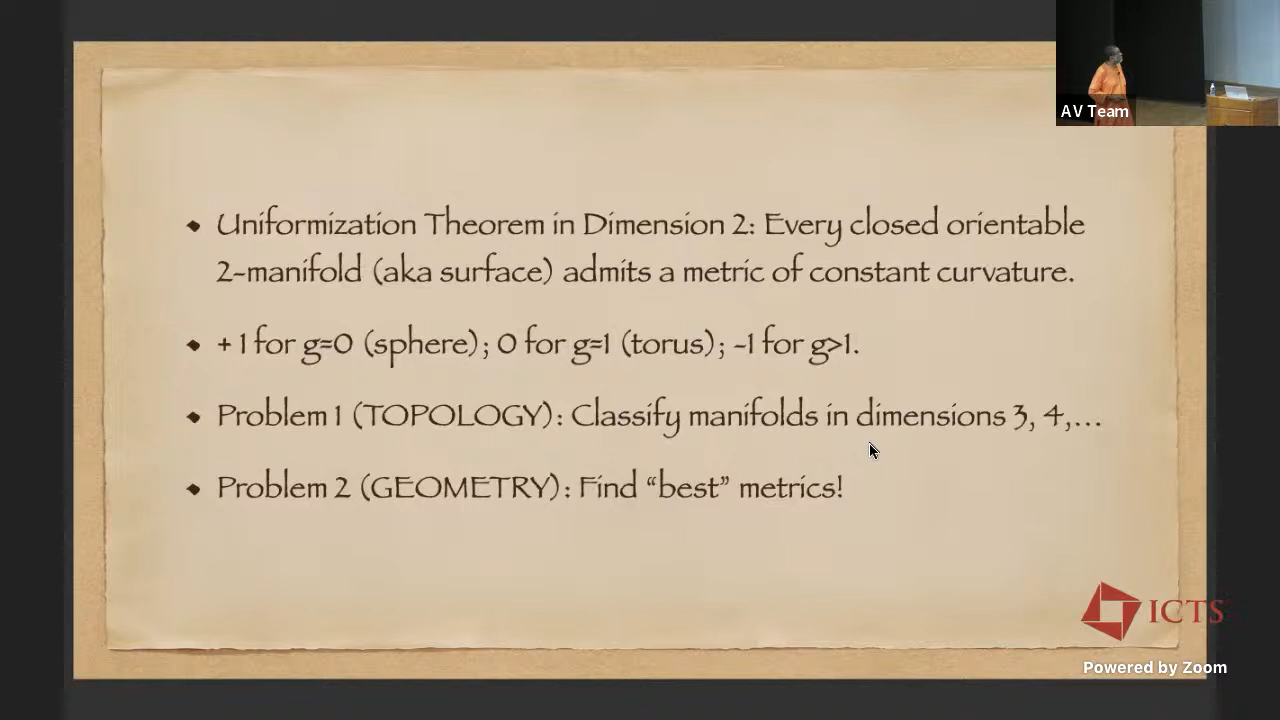 AV Team
Uniformization Theorem in Dimension 2: Every closed orientable
2-manifold (aka surface) admits a metric of constant curvature.
+1 for g=0 (sphere); 0 for g=1 (torus); -1 for g>1.
Problem 1 (TOPOLOGY): Classify manifolds in dimensions 3, 4,...
Problem 2 (GEOMETRY): Find “best” metrics!
ICTS
Powered by Zoom